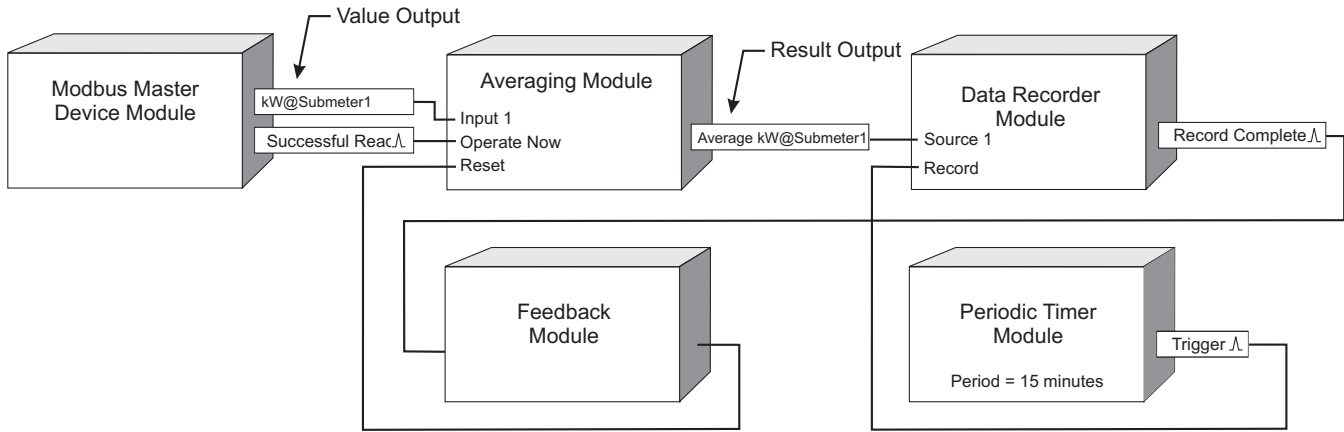 Value Output
Modbus Master
Device Module
kW@Submeter1
Successful Read
Averaging Module
Input 1
Operate Now
Reset
Result Output
Average kW@Submeter1
Data Recorder
Module
Source 1
Record
Record Complete
Feedback
Module
Periodic Timer
Module
Period = 15 minutes
Trigger